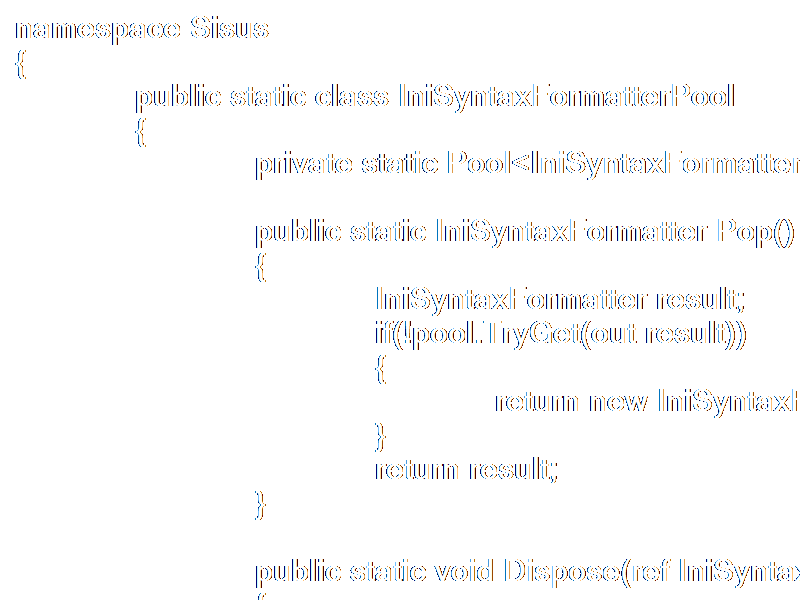 namespace Sisus
{
public static class IniSyntaxFormatterPool
{
private static Pool<IniSyntaxFormatter
public static IniSyntaxFormatter Pop()
{
IniSyntaxFormatter result;
if(!pool.TryGet(out result))
{
return new IniSyntaxF
}
return result;
}
public static void Dispose(ref IniSyntax
{